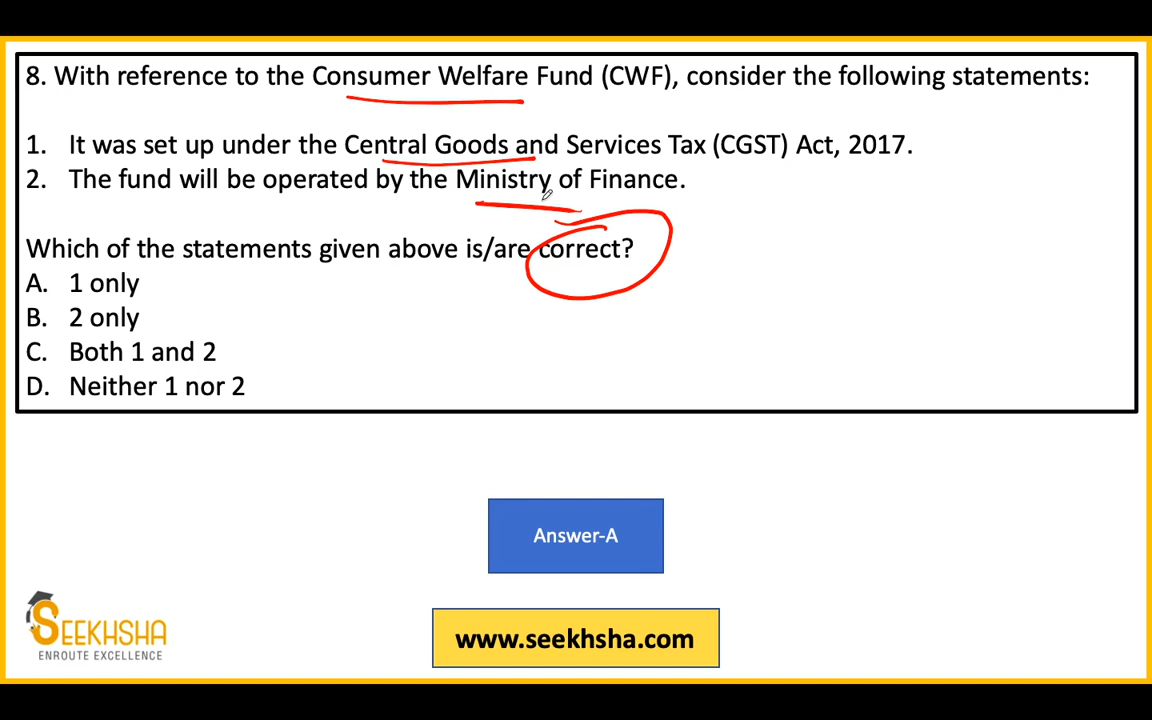 8. With reference to the Consumer Welfare Fund (CWF), consider the following statements:
1. It was set up under the Central Goods and Services Tax (CGST) Act, 2017.
2. The fund will be operated by the Ministry of Finance.
Which of the statements given above is/are correct?
A. 1 only
B. 2 only
C. Both 1 and 2
D. Neither 1 nor 2
Answer-A
SEEKHSHA
ENROUTE EXCELLENCE
www.seekhsha.com